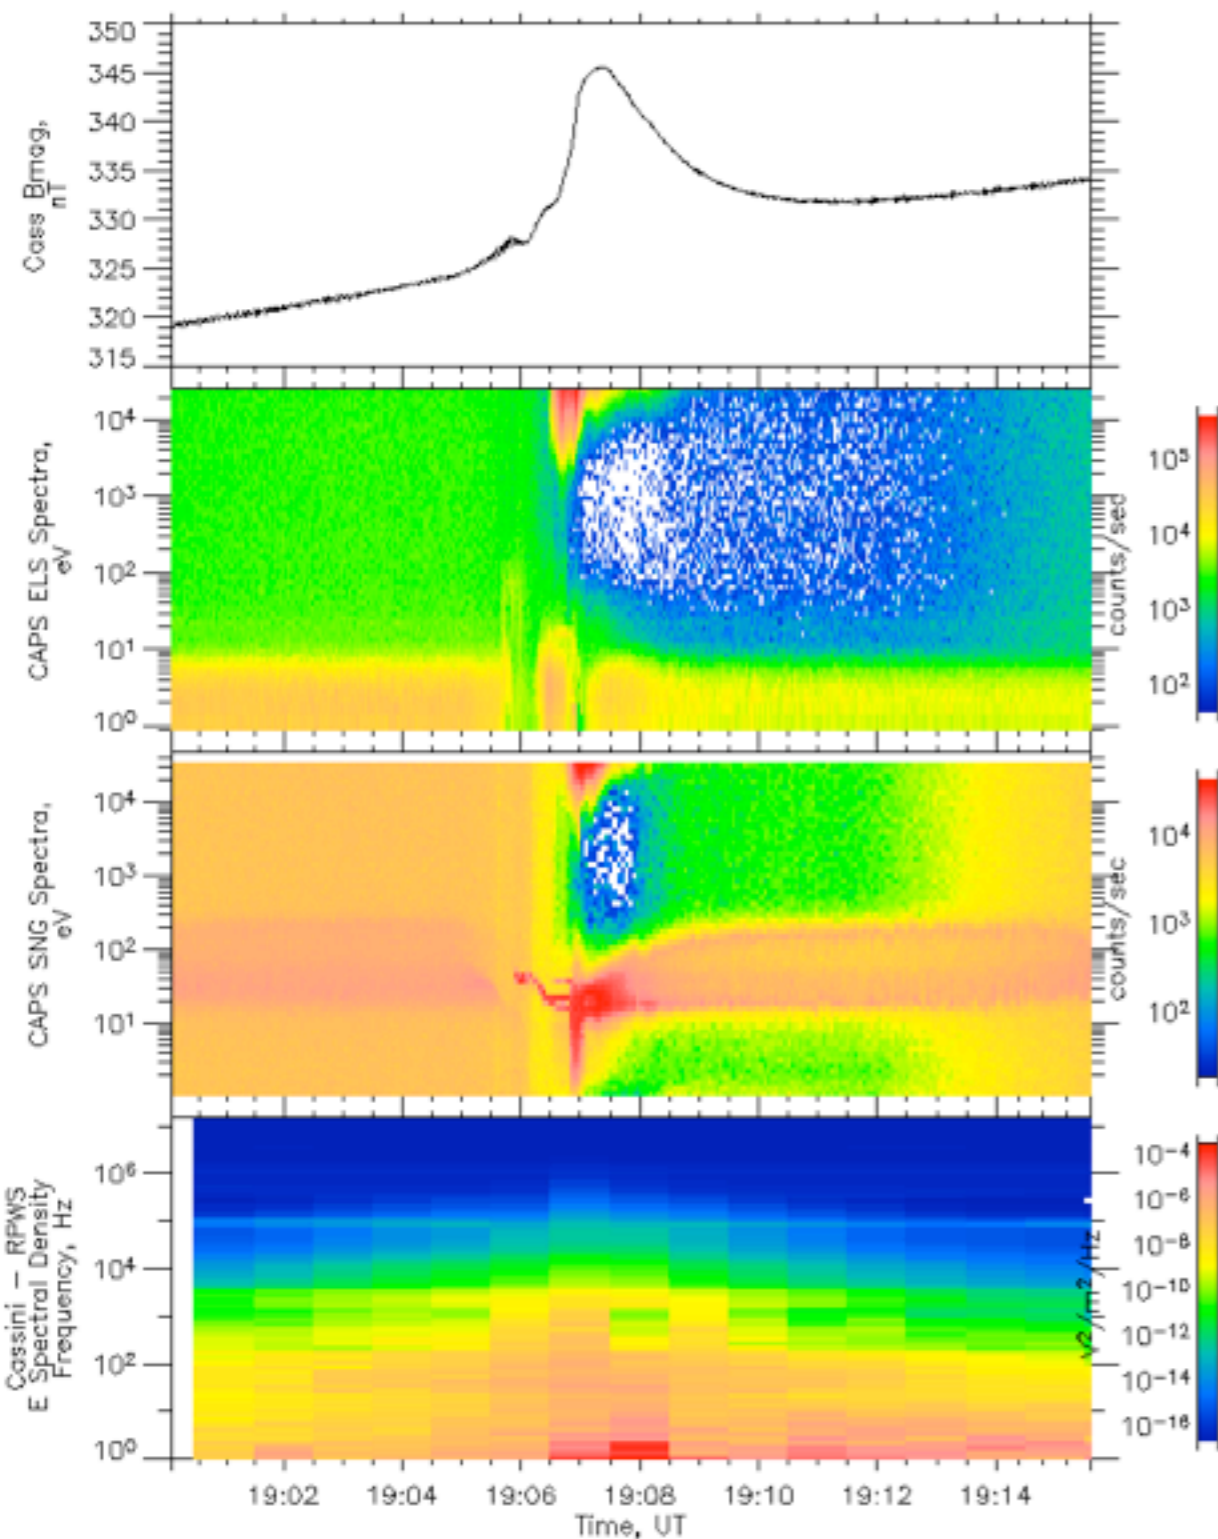 350
345
340
335
330
325
320
315
Cass Bmag,
nT
10⁴
10³
10²
10¹
10⁰
CAPS ELS Spectra,
eV
10⁵
10⁴
10³
10²
counts/sec
10⁴
10³
10²
10¹
CAPS SNG Spectra,
eV
10⁴
10³
10²
counts/sec
10⁶
10⁴
10²
10⁰
Cassini – RPWS
E Spectral Density
Frequency, Hz
10⁻⁴
10⁻⁶
10⁻⁸
10⁻¹⁰
10⁻¹²
10⁻¹⁴
10⁻¹⁶
V²/m²/Hz
19:02 19:04 19:06 19:08 19:10 19:12 19:14
Time, UT